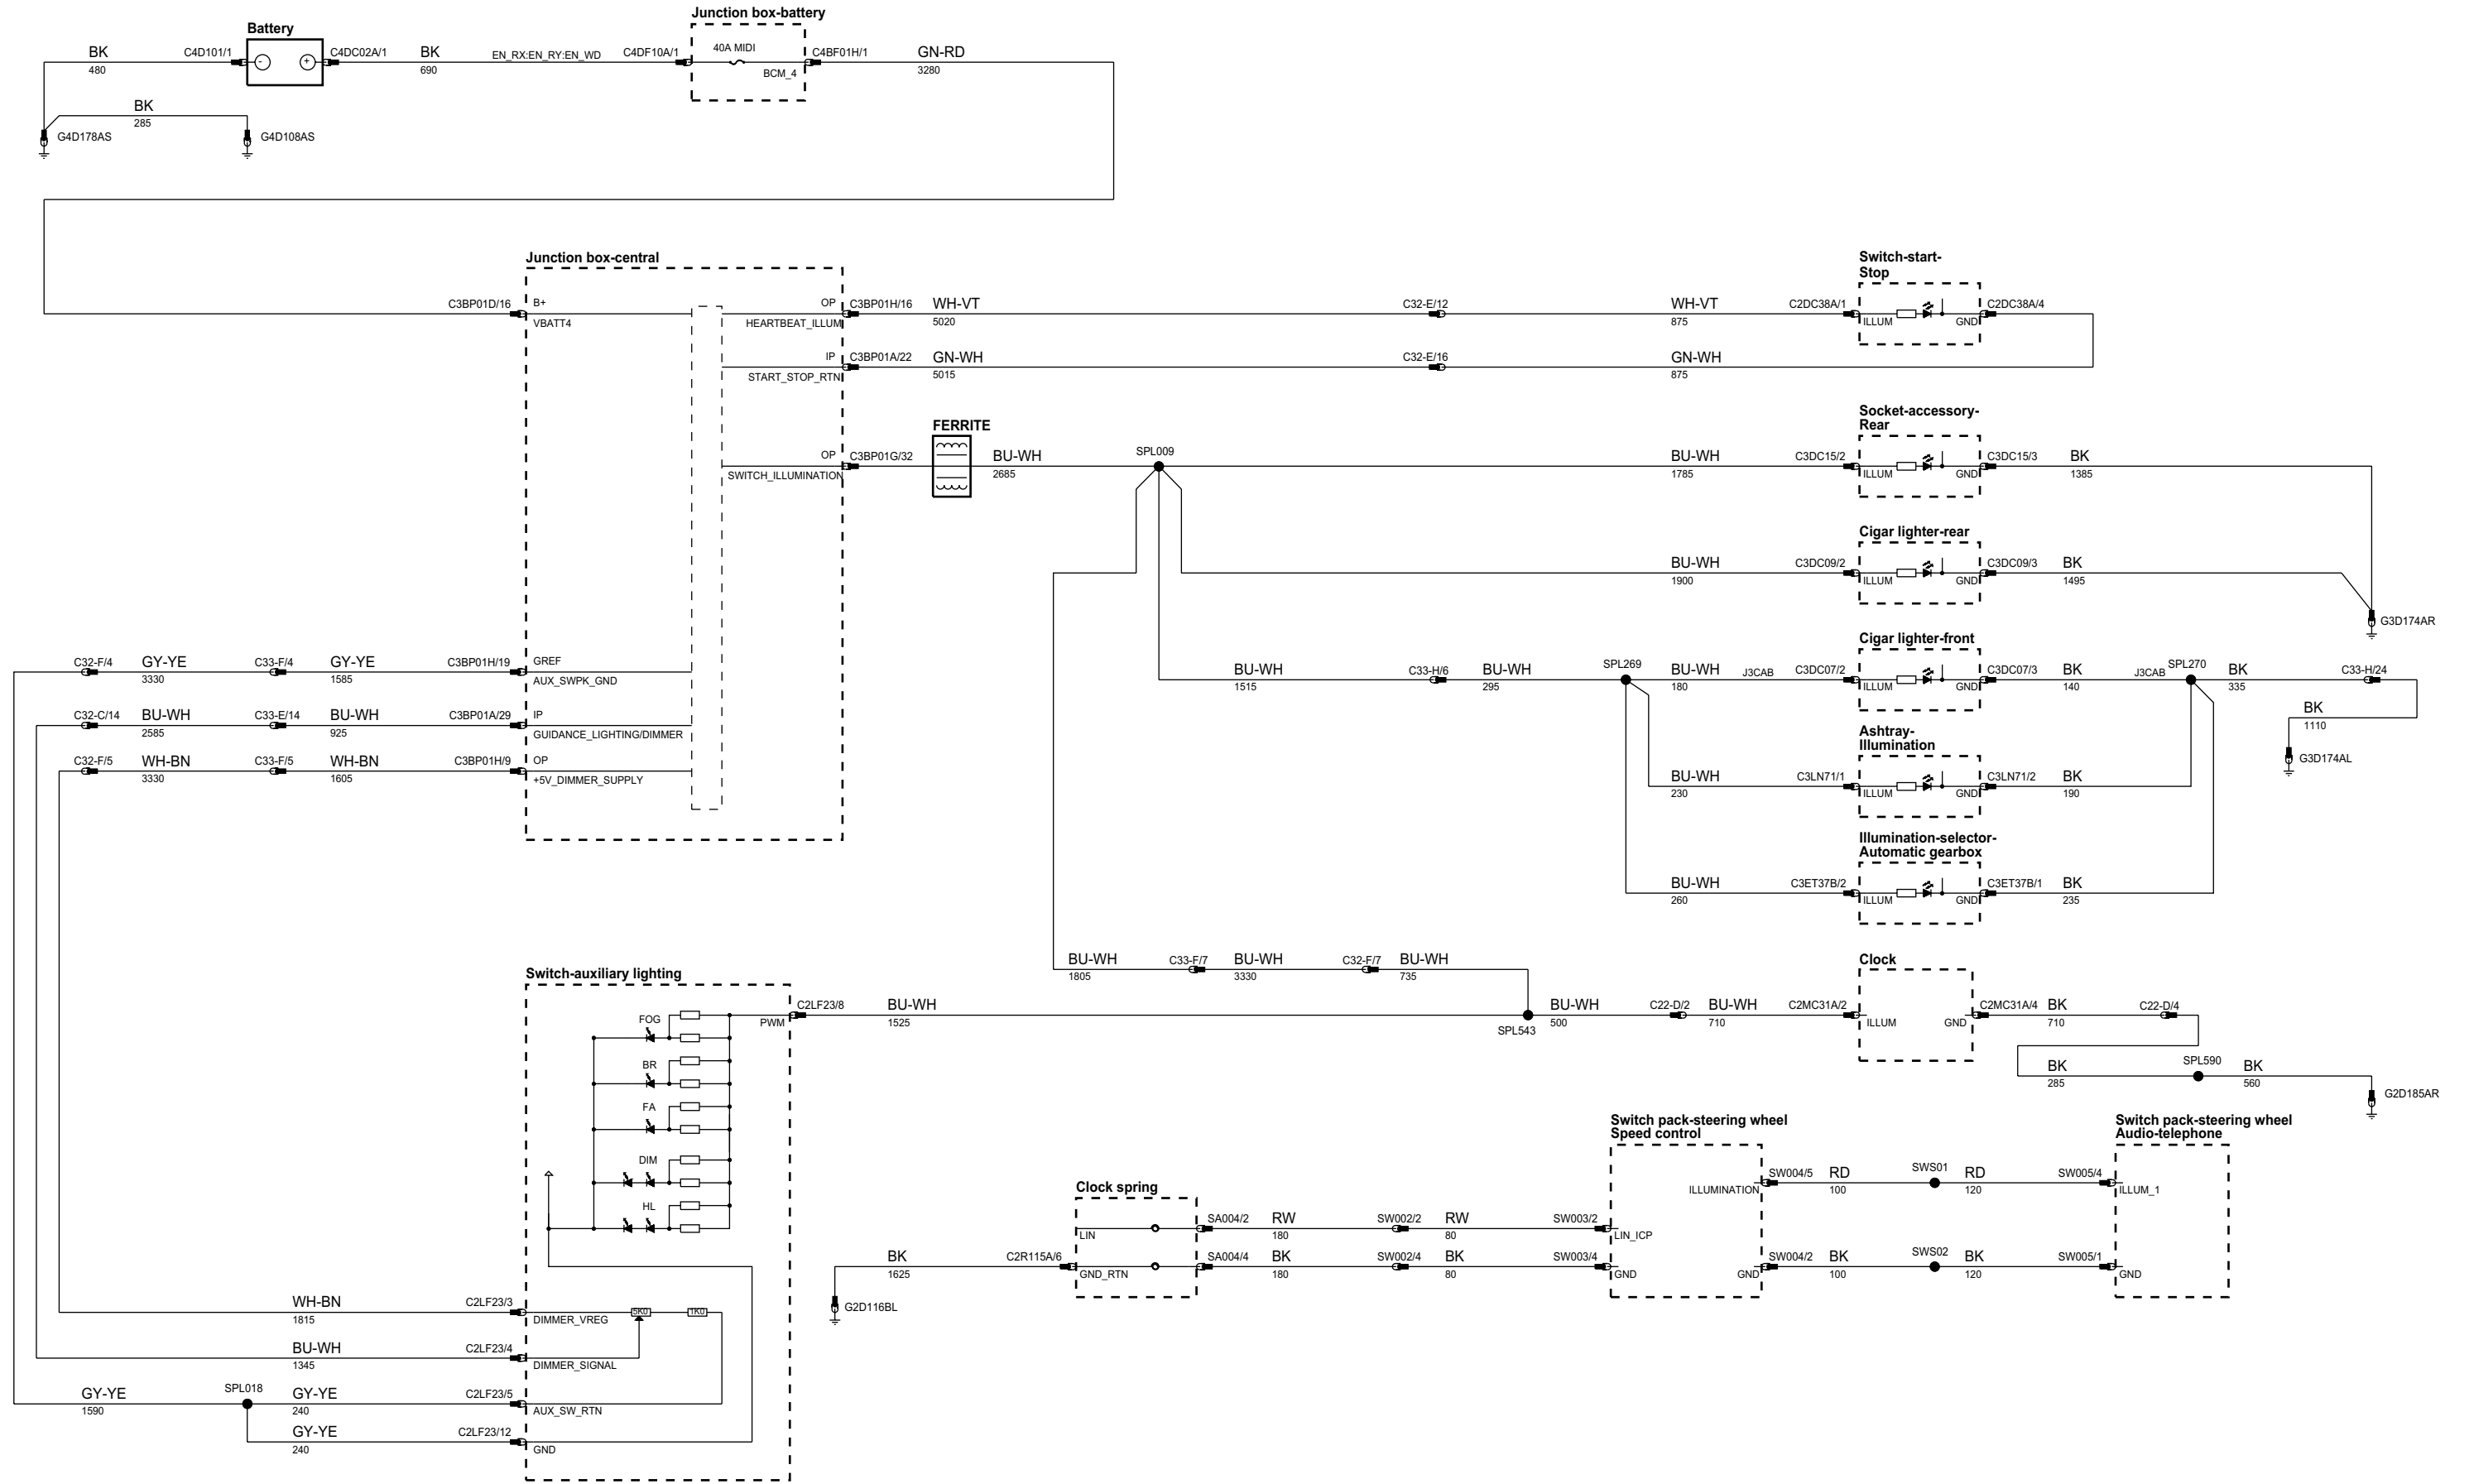 Junction box-battery
Battery
BK
480
C4D101/1
-
+
C4DC02A/1
BK
690
EN_RX:EN_RY:EN_WD
C4DF10A/1
40A MIDI
BCM_4
C4BF01H/1
GN-RD
3280
BK
285
G4D178AS
G4D108AS
Junction box-central
C3BP01D/16
B+
VBATT4
OP
HEARTBEAT_ILLUM
C3BP01H/16
WH-VT
5020
C32-E/12
WH-VT
875
C2DC38A/1
Switch-start-
Stop
ILLUM
GND
C2DC38A/4
IP
START_STOP_RTN
C3BP01A/22
GN-WH
5015
C32-E/16
GN-WH
875
OP
SWITCH_ILLUMINATION
C3BP01G/32
FERRITE
BU-WH
2685
SPL009
BU-WH
1785
C3DC15/2
Socket-accessory-
Rear
ILLUM
GND
C3DC15/3
BK
1385
BU-WH
1900
C3DC09/2
Cigar lighter-rear
ILLUM
GND
C3DC09/3
BK
1495
G3D174AR
C32-F/4
GY-YE
3330
C33-F/4
GY-YE
1585
C3BP01H/19
GREF
AUX_SWPK_GND
C32-C/14
BU-WH
2585
C33-E/14
BU-WH
925
C3BP01A/29
IP
GUIDANCE_LIGHTING/DIMMER
C32-F/5
WH-BN
3330
C33-F/5
WH-BN
1605
C3BP01H/9
OP
+5V_DIMMER_SUPPLY
BU-WH
1515
C33-H/6
BU-WH
295
SPL269
BU-WH
180
J3CAB
C3DC07/2
Cigar lighter-front
ILLUM
GND
C3DC07/3
BK
140
J3CAB
SPL270
BK
335
C33-H/24
BK
1110
G3D174AL
BU-WH
230
C3LN71/1
Ashtray-
Illumination
ILLUM
GND
C3LN71/2
BK
190
BU-WH
260
C3ET37B/2
Illumination-selector-
Automatic gearbox
ILLUM
GND
C3ET37B/1
BK
235
BU-WH
1805
C33-F/7
BU-WH
3330
C32-F/7
BU-WH
735
Switch-auxiliary lighting
FOG
BR
FA
DIM
HL
PWM
C2LF23/8
BU-WH
1525
SPL543
BU-WH
500
C22-D/2
BU-WH
710
C2MC31A/2
Clock
ILLUM
GND
C2MC31A/4
BK
710
C22-D/4
BK
285
SPL590
BK
560
G2D185AR
Clock spring
LIN
GND_RTN
BK
1625
C2R115A/6
G2D116BL
SA004/2
RW
180
SW002/2
RW
80
SW003/2
SA004/4
BK
180
SW002/4
BK
80
SW003/4
Switch pack-steering wheel
Speed control
LIN_ICP
GND
ILLUMINATION
GND
SW004/5
RD
100
SWS01
RD
120
SW005/4
SW004/2
BK
100
SWS02
BK
120
SW005/1
Switch pack-steering wheel
Audio-telephone
ILLUM_1
GND
WH-BN
1815
C2LF23/3
DIMMER_VREG
5K0
1K0
BU-WH
1345
C2LF23/4
DIMMER_SIGNAL
GY-YE
1590
SPL018
GY-YE
240
C2LF23/5
AUX_SW_RTN
GY-YE
240
C2LF23/12
GND